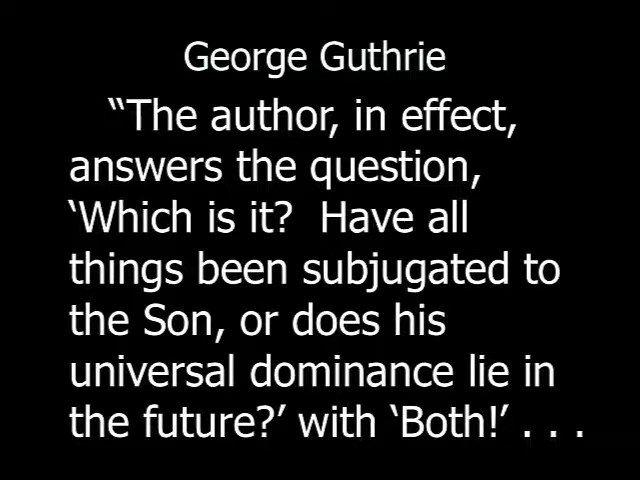 George Guthrie
“The author, in effect,
answers the question,
‘Which is it?  Have all
things been subjugated to
the Son, or does his
universal dominance lie in
the future?’ with ‘Both!’ . . .